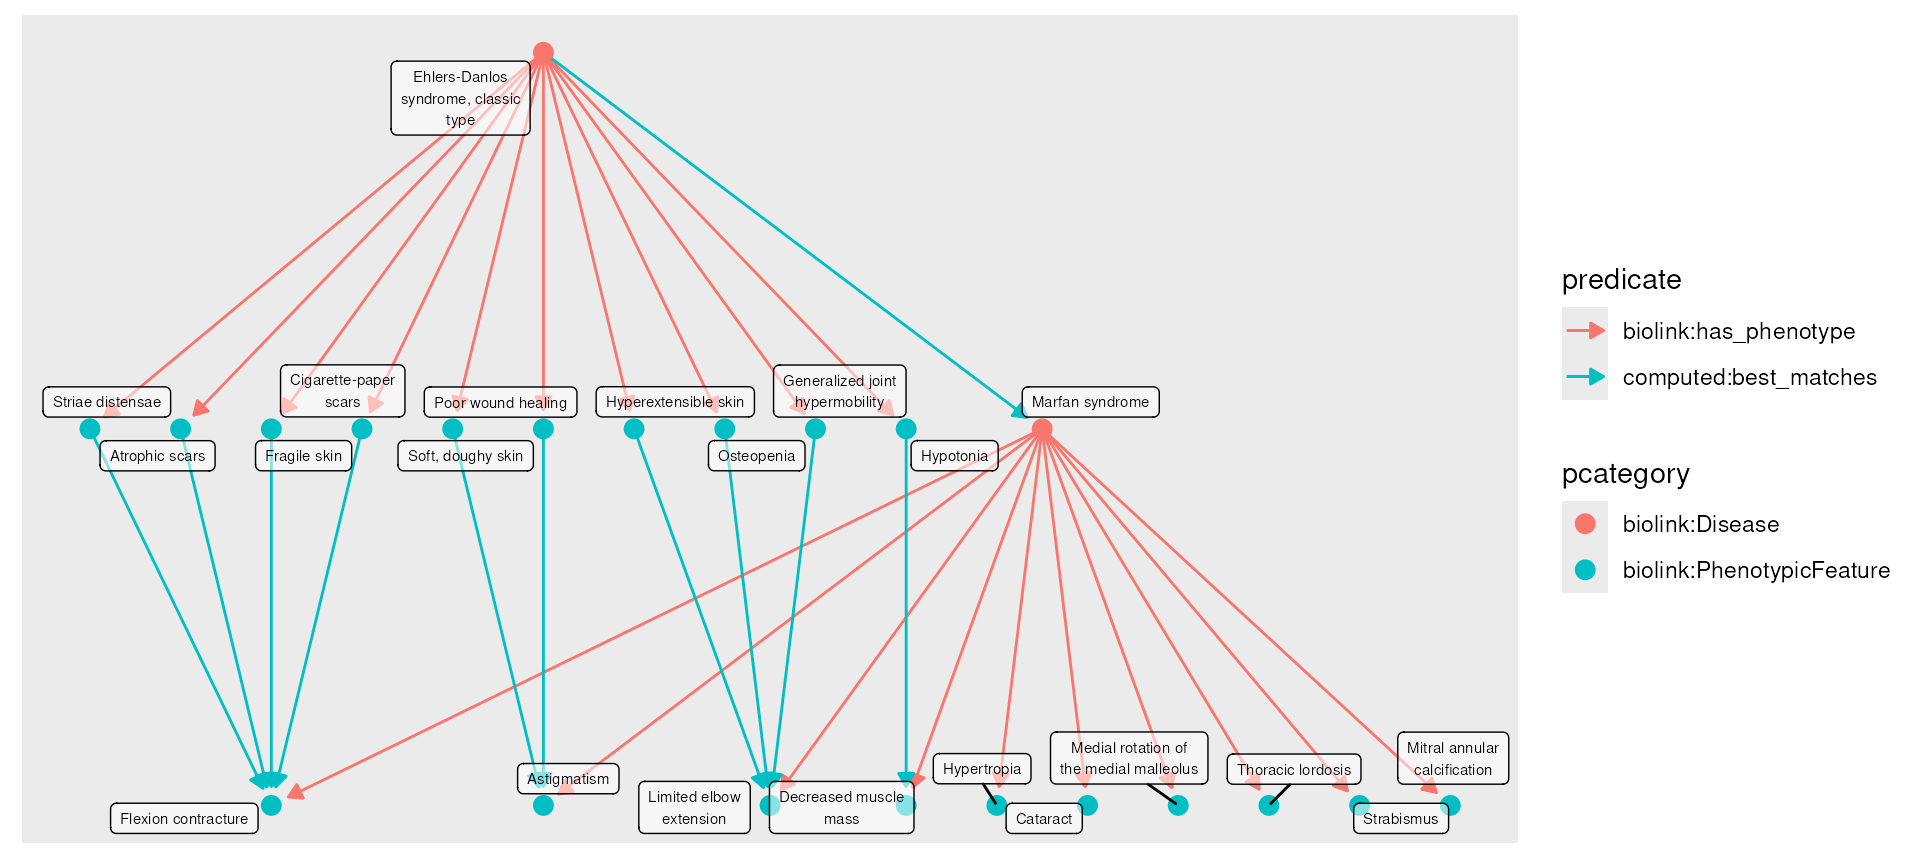 Ehlers-Danlos
syndrome, classic
type
Striae distensae
Cigarette-paper
scars
Poor wound healing
Hyperextensible skin
Generalized joint
hypermobility
Marfan syndrome
Atrophic scars
Fragile skin
Soft, doughy skin
Osteopenia
Hypotonia
Flexion contracture
Astigmatism
Limited elbow
extension
Decreased muscle
mass
Hypertropia
Cataract
Medial rotation of
the medial malleolus
Thoracic lordosis
Strabismus
Mitral annular
calcification
predicate
biolink:has_phenotype
computed:best_matches
pcategory
biolink:Disease
biolink:PhenotypicFeature